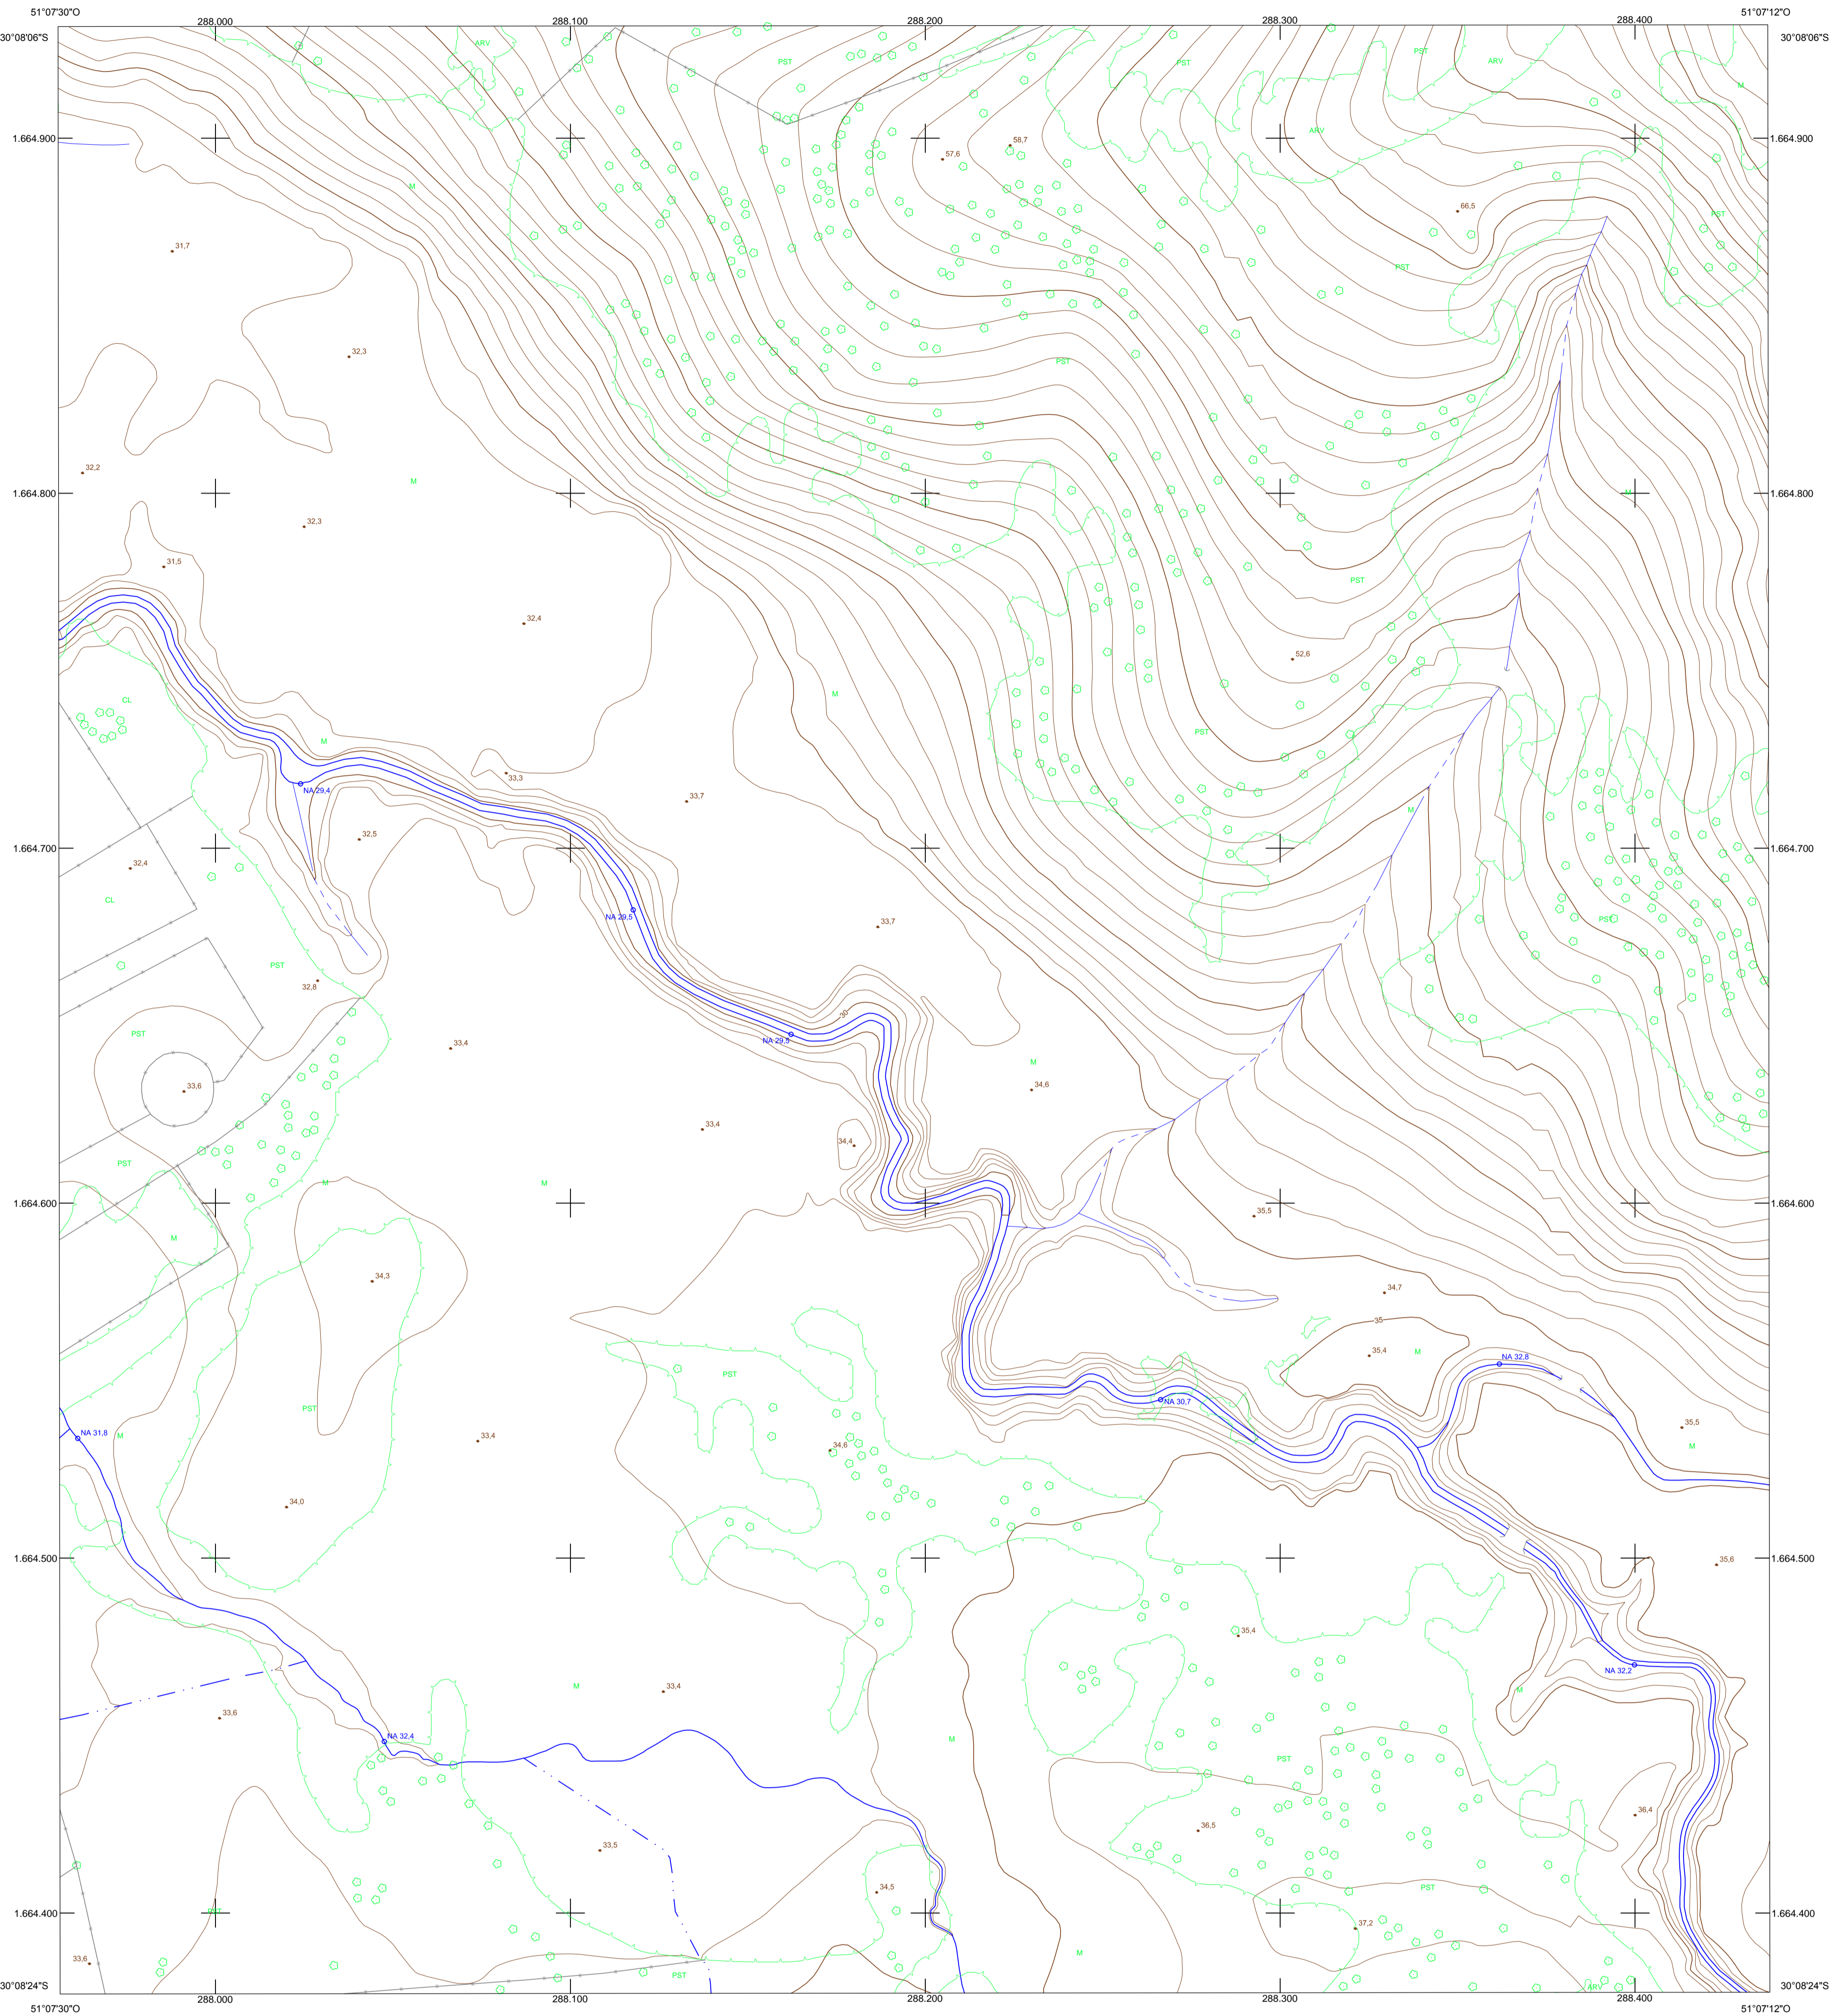 51°07'30"O
51°07'12"O
288.000
288.100
288.200
288.300
288.400
30°08'06"S
30°08'06"S
ARV
PST
PST
PST
ARV
M
1.664.900
ARV
58,7
57,6
1.664.900
M
66,5
PST
31,7
PST
32,3
PST
32,2
M
1.664.800
M
1.664.800
32,3
31,5
PST
32,4
52,6
M
CL
PST
M
33,3
NA 29,4
33,7
M
32,5
1.664.700
1.664.700
32,4
CL
NA 29,5
PST
33,7
PST
32,8
30
PST
NA 29,5
33,4
M
33,6
34,6
33,4
34,4
PST
M
M
1.664.600
1.664.600
35,5
M
34,3
34,7
35
M
35,4
NA 32,8
PST
NA 30,7
PST
35,5
NA 31,8
M
33,4
34,6
M
34,0
1.664.500
1.664.500
35,6
35,4
NA 32,2
M
33,4
M
33,6
NA 32,4
M
PST
36,4
36,5
33,5
34,5
PST
PST
1.664.400
1.664.400
37,2
M
33,6
PST
ARV
30°08'24"S
30°08'24"S
288.000
288.100
288.200
288.300
288.400
51°07'30"O
51°07'12"O